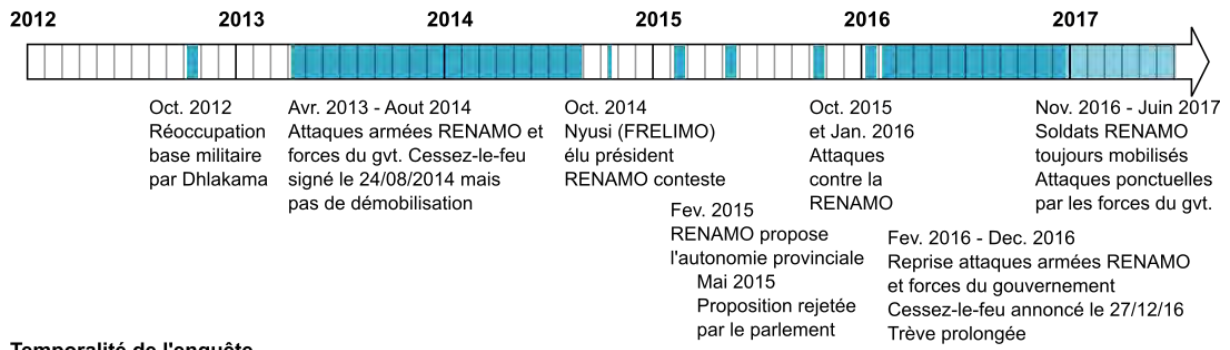 2012 2013 2014 2015 2016 2017
Oct. 2012
Réoccupation
base militaire
par Dhlakama
Avr. 2013 - Aout 2014
Attaques armées RENAMO et
forces du gvt. Cessez-le-feu
signé le 24/08/2014 mais
pas de démobilisation
Oct. 2014
Nyusi (FRELIMO)
élu président
RENAMO conteste
Fev. 2015
RENAMO propose
l'autonomie provinciale
Mai 2015
Proposition rejetée
par le parlement
Oct. 2015
et Jan. 2016
Attaques
contre la
RENAMO
Fev. 2016 - Dec. 2016
Reprise attaques armées RENAMO
et forces du gouvernement
Cessez-le-feu annoncé le 27/12/16
Trève prolongée
Nov. 2016 - Juin 2017
Soldats RENAMO
toujours mobilisés
Attaques ponctuelles
par les forces du gvt.
Temporalité de l'enquête